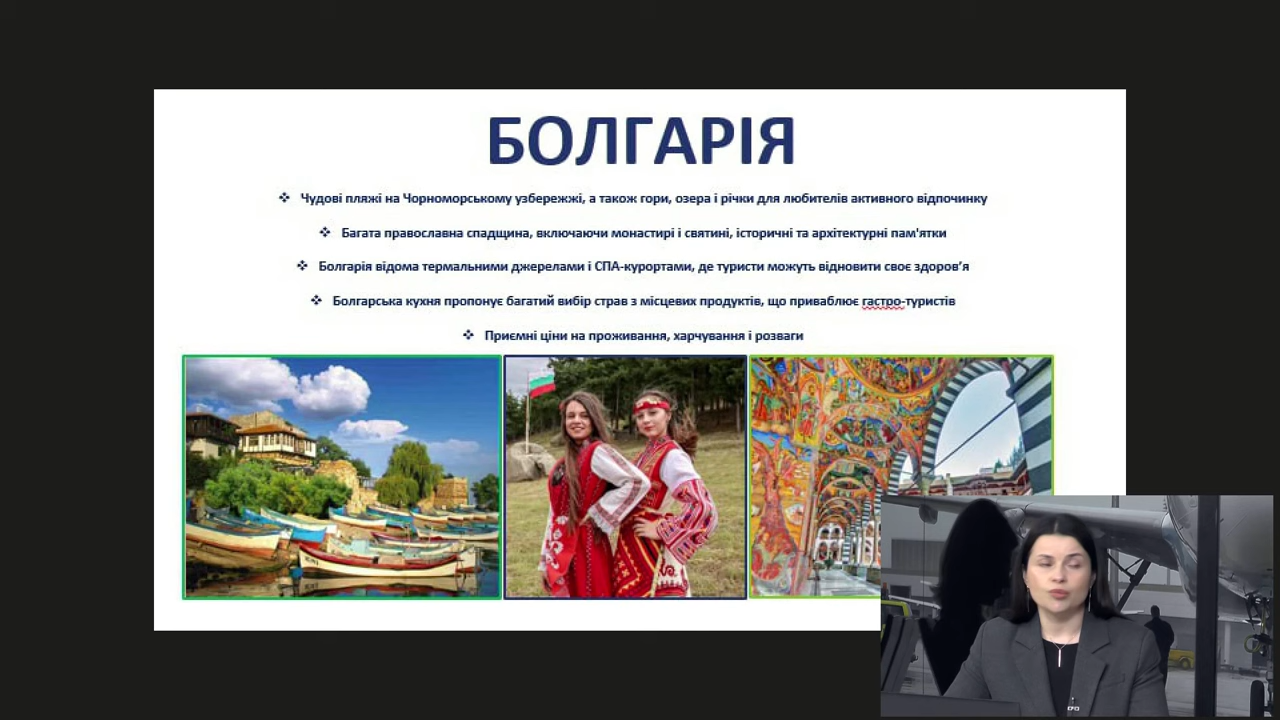 БОЛГАРІЯ
❖ Чудові пляжі на Чорноморському узбережжі, а також гори, озера і річки для любителів активного відпочинку
❖ Багата православна спадщина, включаючи монастирі і святині, історичні та архітектурні пам'ятки
❖ Болгарія відома термальними джерелами і СПА-курортами, де туристи можуть відновити своє здоров’я
❖ Болгарська кухня пропонує багатий вибір страв з місцевих продуктів, що приваблює гастро-туристів
❖ Приємні ціни на проживання, харчування і розваги